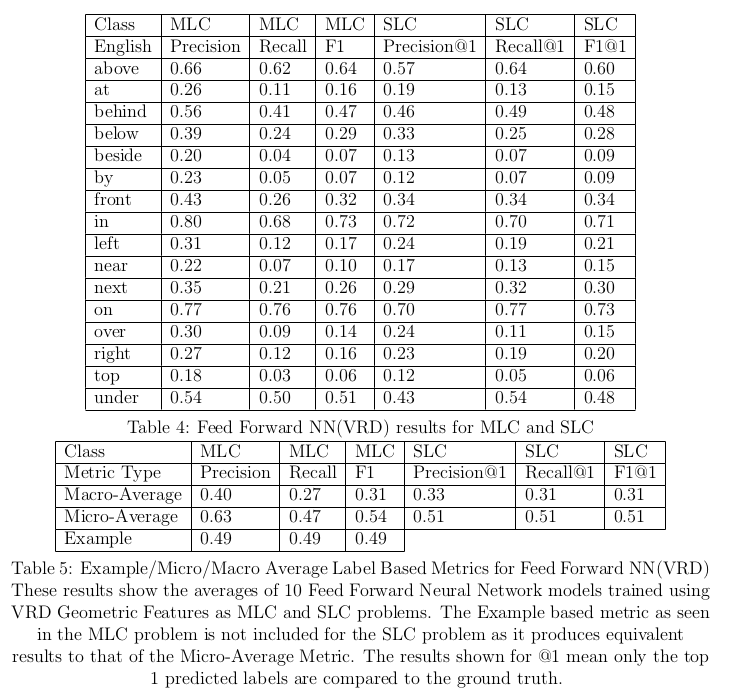 Class MLC MLC MLC SLC SLC SLC
English Precision Recall F1 Precision@1 Recall@1 F1@1
above 0.66 0.62 0.64 0.57 0.64 0.60
at 0.26 0.11 0.16 0.19 0.13 0.15
behind 0.56 0.41 0.47 0.46 0.49 0.48
below 0.39 0.24 0.29 0.33 0.25 0.28
beside 0.20 0.04 0.07 0.13 0.07 0.09
by 0.23 0.05 0.07 0.12 0.07 0.09
front 0.43 0.26 0.32 0.34 0.34 0.34
in 0.80 0.68 0.73 0.72 0.70 0.71
left 0.31 0.12 0.17 0.24 0.19 0.21
near 0.22 0.07 0.10 0.17 0.13 0.15
next 0.35 0.21 0.26 0.29 0.32 0.30
on 0.77 0.76 0.76 0.70 0.77 0.73
over 0.30 0.09 0.14 0.24 0.11 0.15
right 0.27 0.12 0.16 0.23 0.19 0.20
top 0.18 0.03 0.06 0.12 0.05 0.06
under 0.54 0.50 0.51 0.43 0.54 0.48
Table 4: Feed Forward NN(VRD) results for MLC and SLC
Class MLC MLC MLC SLC SLC SLC
Metric Type Precision Recall F1 Precision@1 Recall@1 F1@1
Macro-Average 0.40 0.27 0.31 0.33 0.31 0.31
Micro-Average 0.63 0.47 0.54 0.51 0.51 0.51
Example 0.49 0.49 0.49
Table 5: Example/Micro/Macro Average Label Based Metrics for Feed Forward NN(VRD)
These results show the averages of 10 Feed Forward Neural Network models trained using
VRD Geometric Features as MLC and SLC problems. The Example based metric as seen
in the MLC problem is not included for the SLC problem as it produces equivalent
results to that of the Micro-Average Metric. The results shown for @1 mean only the top
1 predicted labels are compared to the ground truth.